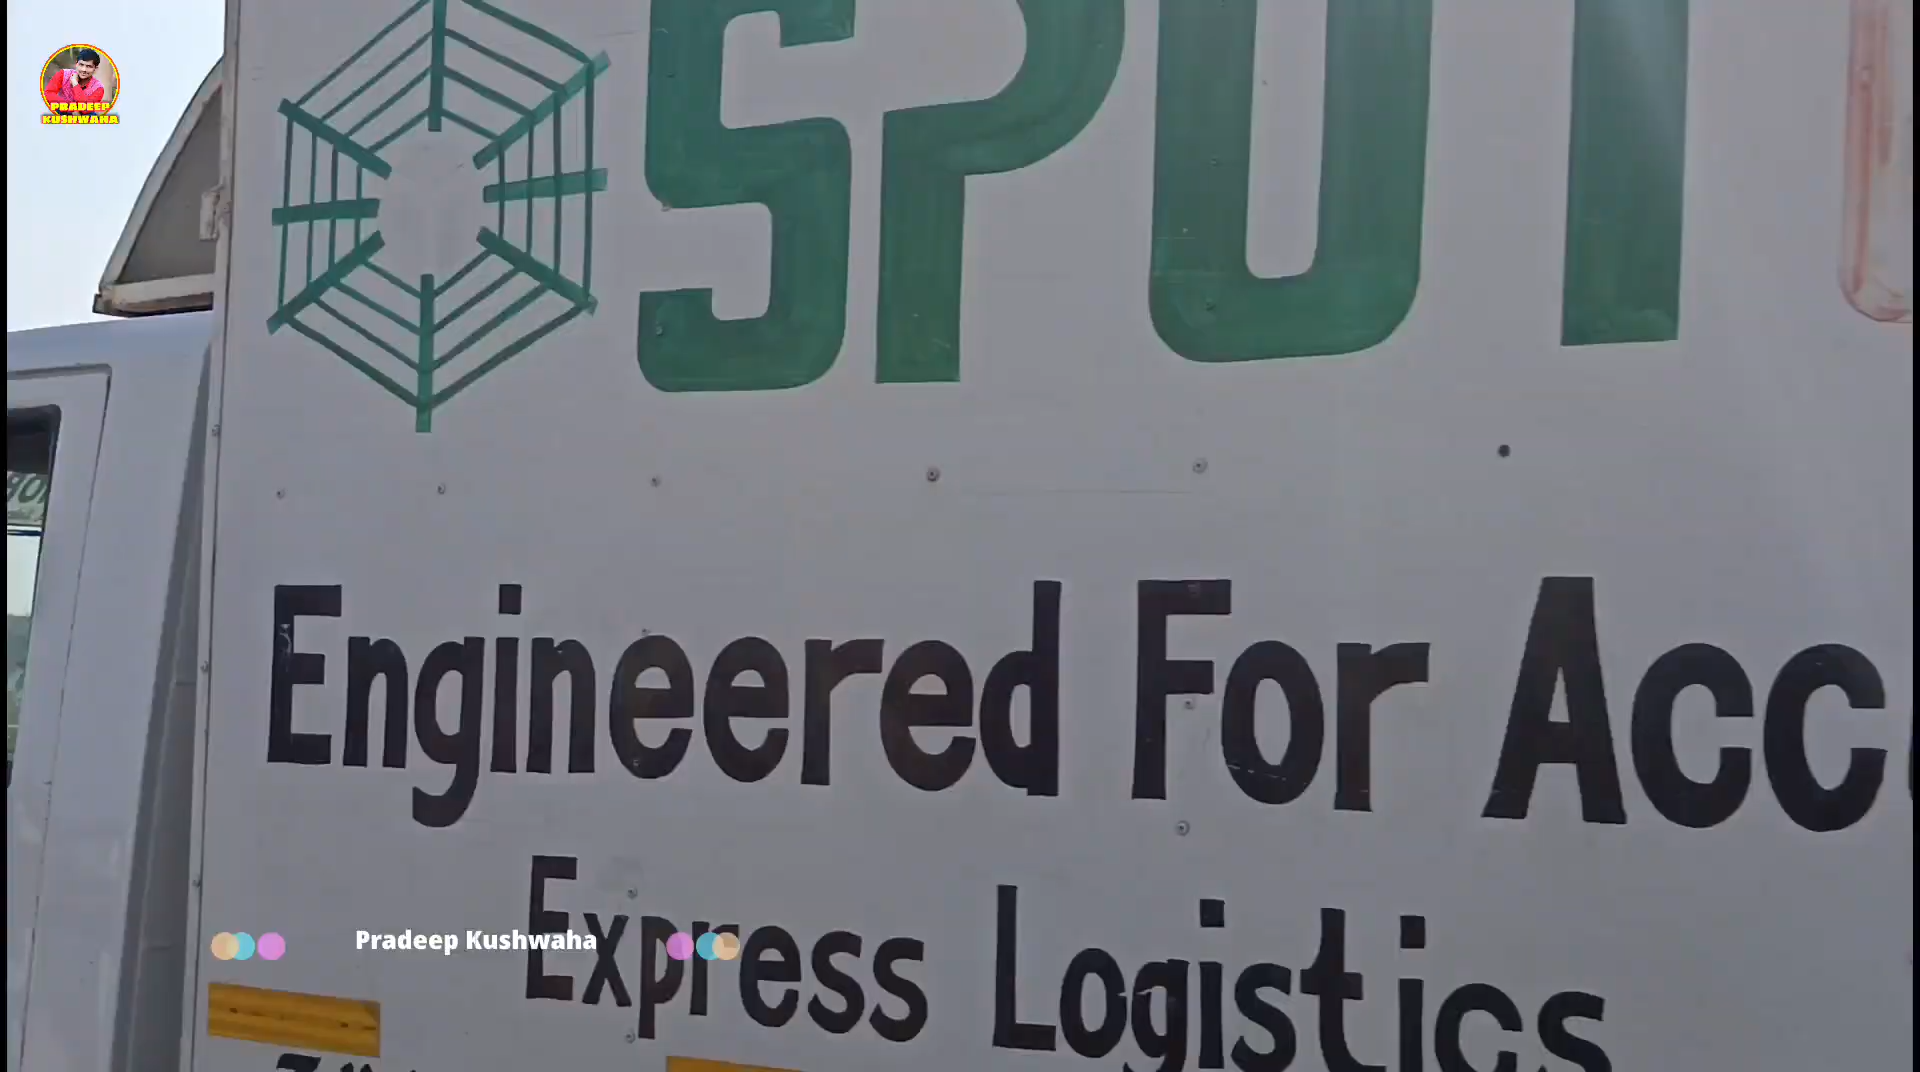 PRADEEP
KUSHWAHA
SPOT
Engineered For Acc
Express Logistics
Pradeep Kushwaha